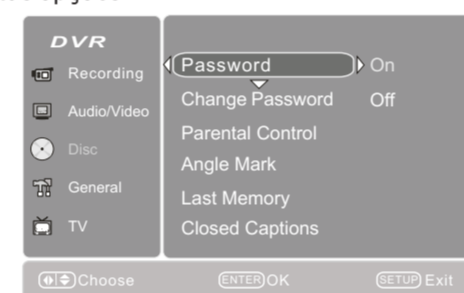 DVR
Recording
Audio/Video
Disc
General
TV
Password On
Change Password Off
Parental Control
Angle Mark
Last Memory
Closed Captions
Choose ENTER OK SETUP Exit